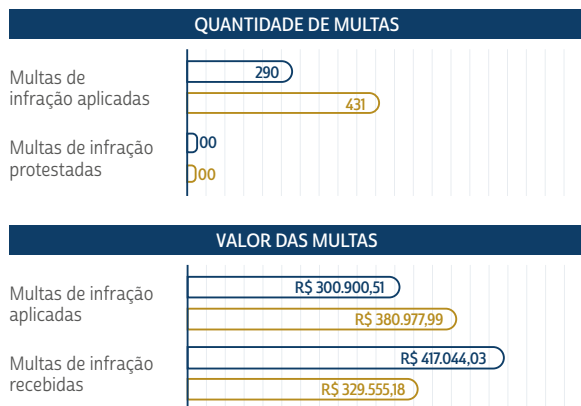 QUANTIDADE DE MULTAS
Multas de
infração aplicadas
290
431
Multas de infração
protestadas
00
00
VALOR DAS MULTAS
Multas de infração
aplicadas
R$ 300.900,51
R$ 380.977,99
Multas de infração
recebidas
R$ 417.044,03
R$ 329.555,18